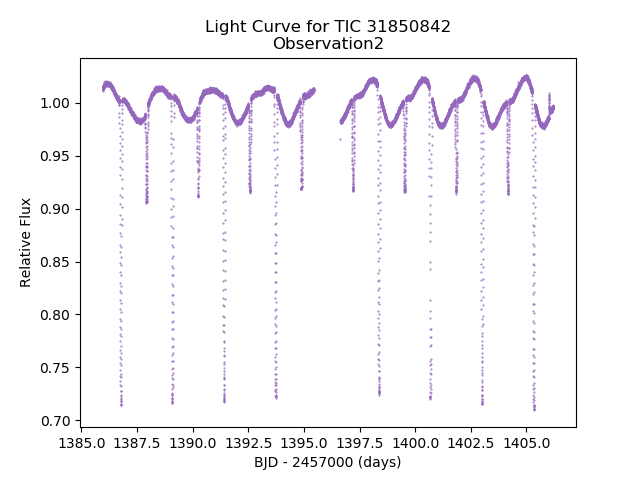 Light Curve for TIC 31850842
Observation2
Relative Flux
1.00
0.95
0.90
0.85
0.80
0.75
0.70
1385.0 1387.5 1390.0 1392.5 1395.0 1397.5 1400.0 1402.5 1405.0
BJD - 2457000 (days)